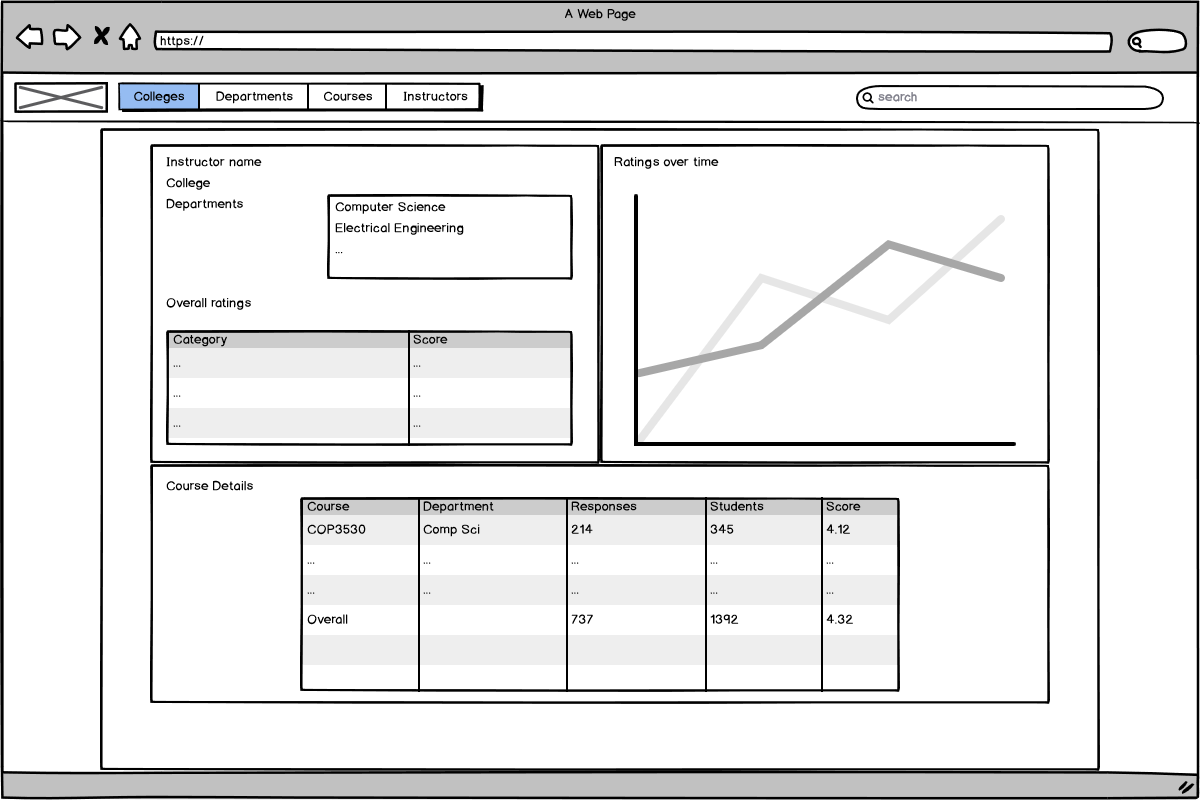 A Web Page
https://
Colleges Departments Courses Instructors
search
Instructor name
College
Departments
Computer Science
Electrical Engineering
...
Overall ratings
Category Score
... ...
... ...
... ...
Ratings over time
Course Details
Course Department Responses Students Score
COP3530 Comp Sci 214 345 4.12
... ... ... ... ...
... ... ... ... ...
Overall 737 1392 4.32